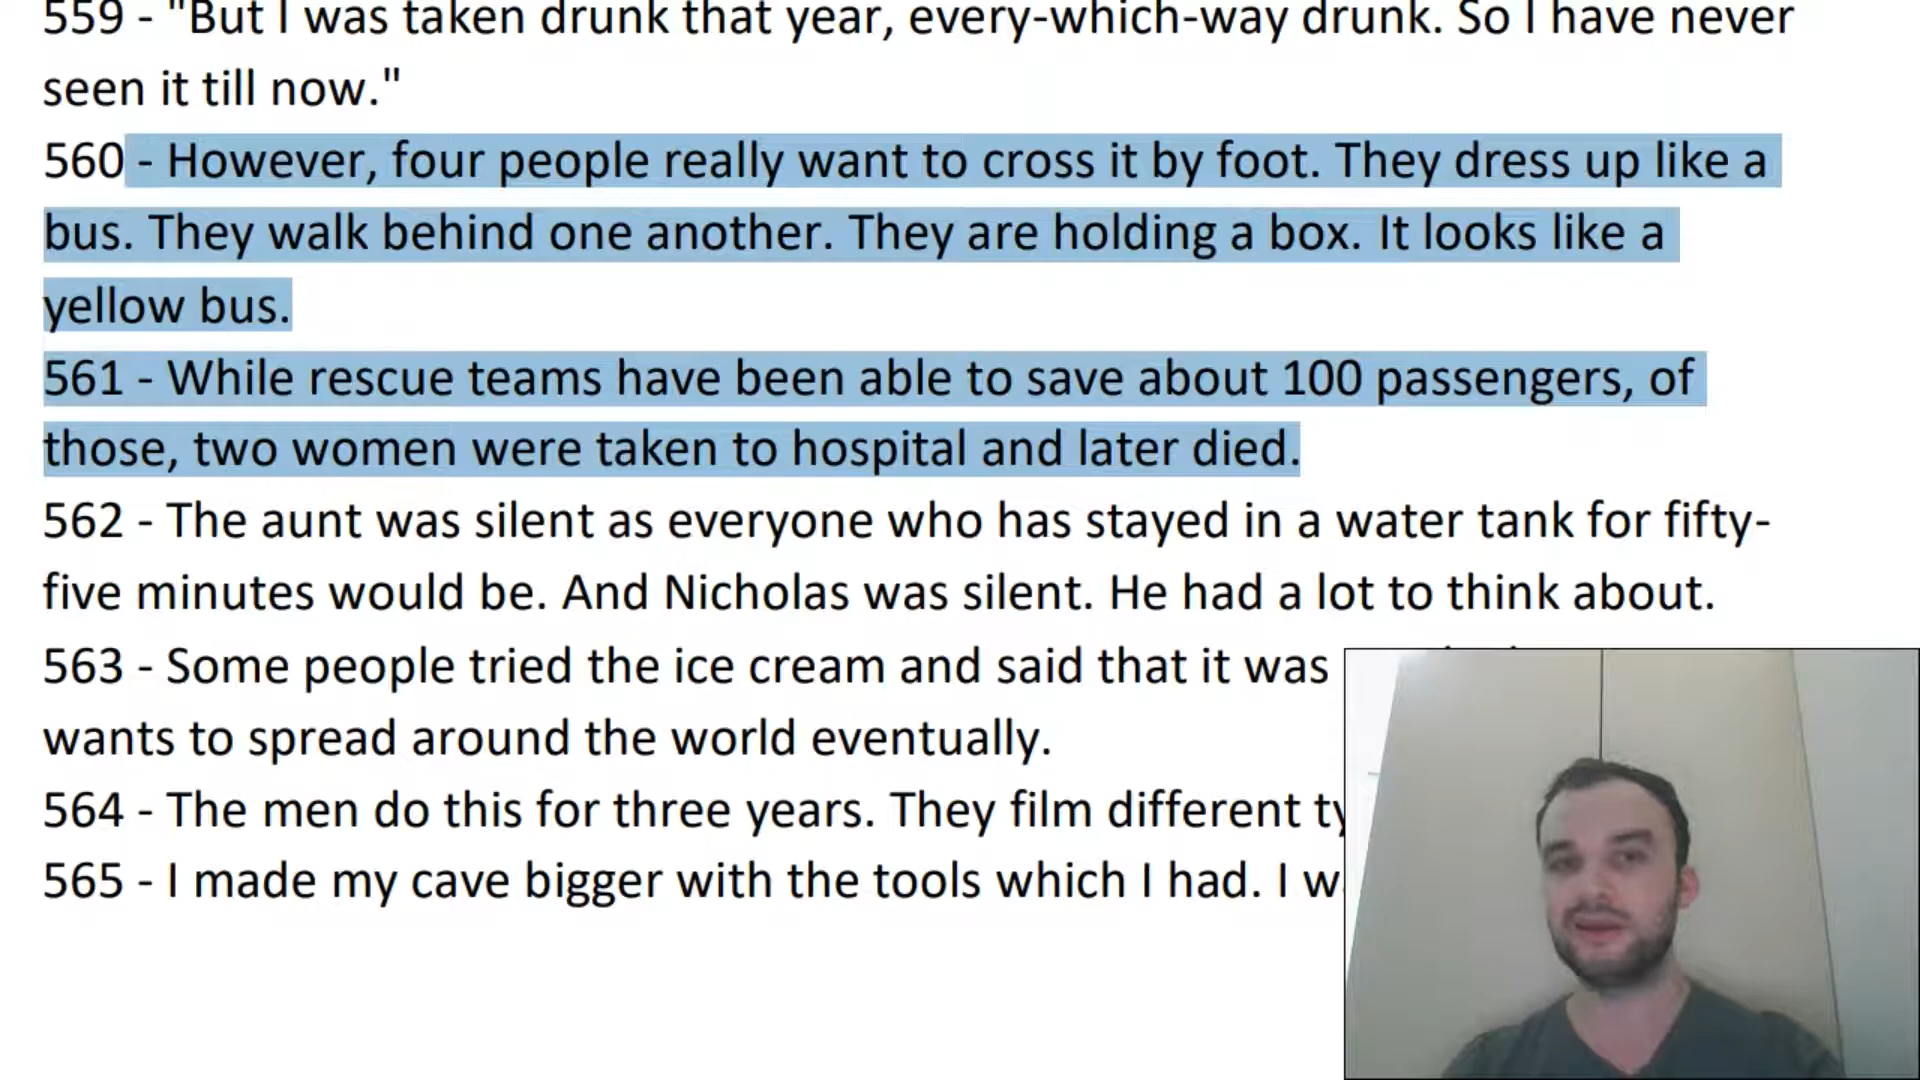 559 - "But I was taken drunk that year, every-which-way drunk. So I have never
seen it till now."
560 - However, four people really want to cross it by foot. They dress up like a
bus. They walk behind one another. They are holding a box. It looks like a
yellow bus.
561 - While rescue teams have been able to save about 100 passengers, of
those, two women were taken to hospital and later died.
562 - The aunt was silent as everyone who has stayed in a water tank for fifty-
five minutes would be. And Nicholas was silent. He had a lot to think about.
563 - Some people tried the ice cream and said that it was
wants to spread around the world eventually.
564 - The men do this for three years. They film different
565 - I made my cave bigger with the tools which I had. I